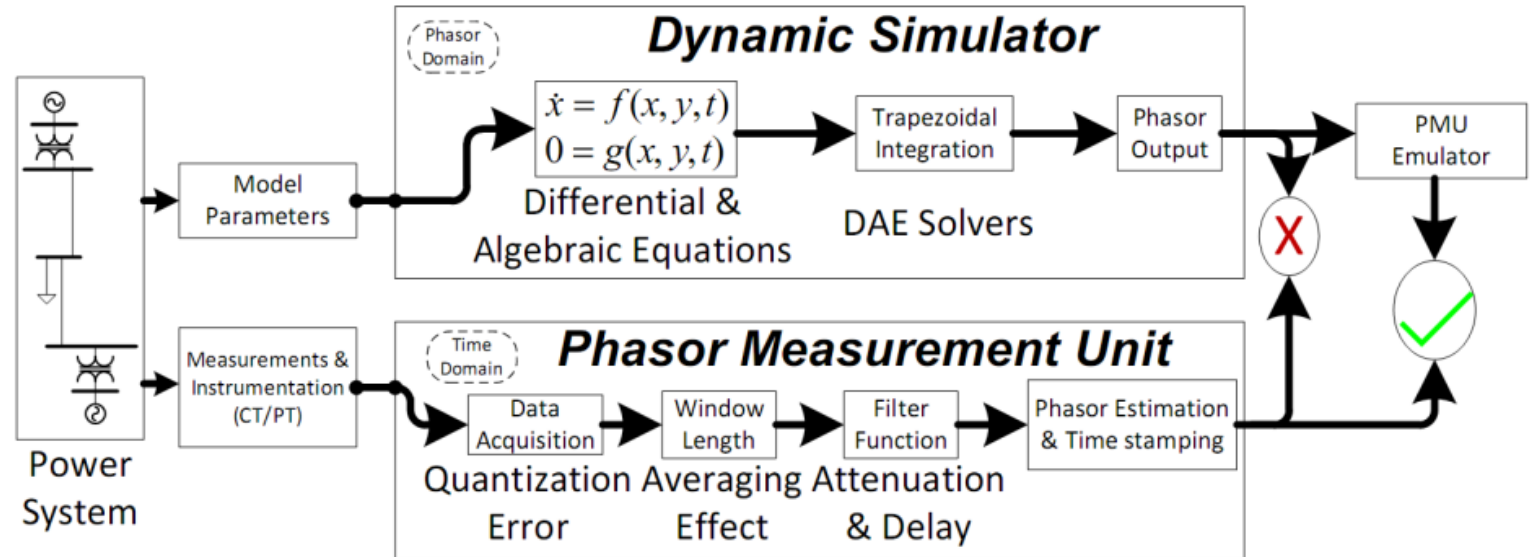 Phasor
Domain
Dynamic Simulator
ẋ = f(x, y, t)
0 = g(x, y, t)
Differential &
Algebraic Equations
Trapezoidal
Integration
DAE Solvers
Phasor
Output
PMU
Emulator
Model
Parameters
X
Power
System
Measurements &
Instrumentation
(CT/PT)
Time
Domain
Phasor Measurement Unit
Data
Acquisition
Quantization
Error
Window
Length
Averaging
Effect
Filter
Function
Attenuation
& Delay
Phasor Estimation
& Time stamping